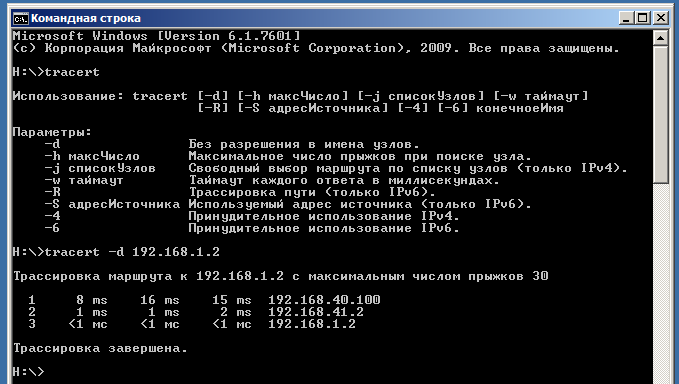 Командная строка
Microsoft Windows [Version 6.1.7601]
(c) Корпорация Майкрософт (Microsoft Corporation), 2009. Все права защищены.
H:\>tracert
Использование: tracert [-d] [-h максЧисло] [-j списокУзлов] [-w таймаут]
[-R] [-S адресИсточника] [-4] [-6] конечноеИмя
Параметры:
-d Без разрешения в имена узлов.
-h максЧисло Максимальное число прыжков при поиске узла.
-j списокУзлов Свободный выбор маршрута по списку узлов (только IPv4).
-w таймаут Таймаут каждого ответа в миллисекундах.
-R Трассировка пути (только IPv6).
-S адресИсточника Используемый адрес источника (только IPv6).
-4 Принудительное использование IPv4.
-6 Принудительное использование IPv6.
H:\>tracert -d 192.168.1.2
Трассировка маршрута к 192.168.1.2 с максимальным числом прыжков 30
1 8 ms 16 ms 15 ms 192.168.40.100
2 1 ms 1 ms 2 ms 192.168.41.2
3 <1 мс <1 мс <1 мс 192.168.1.2
Трассировка завершена.
H:\>